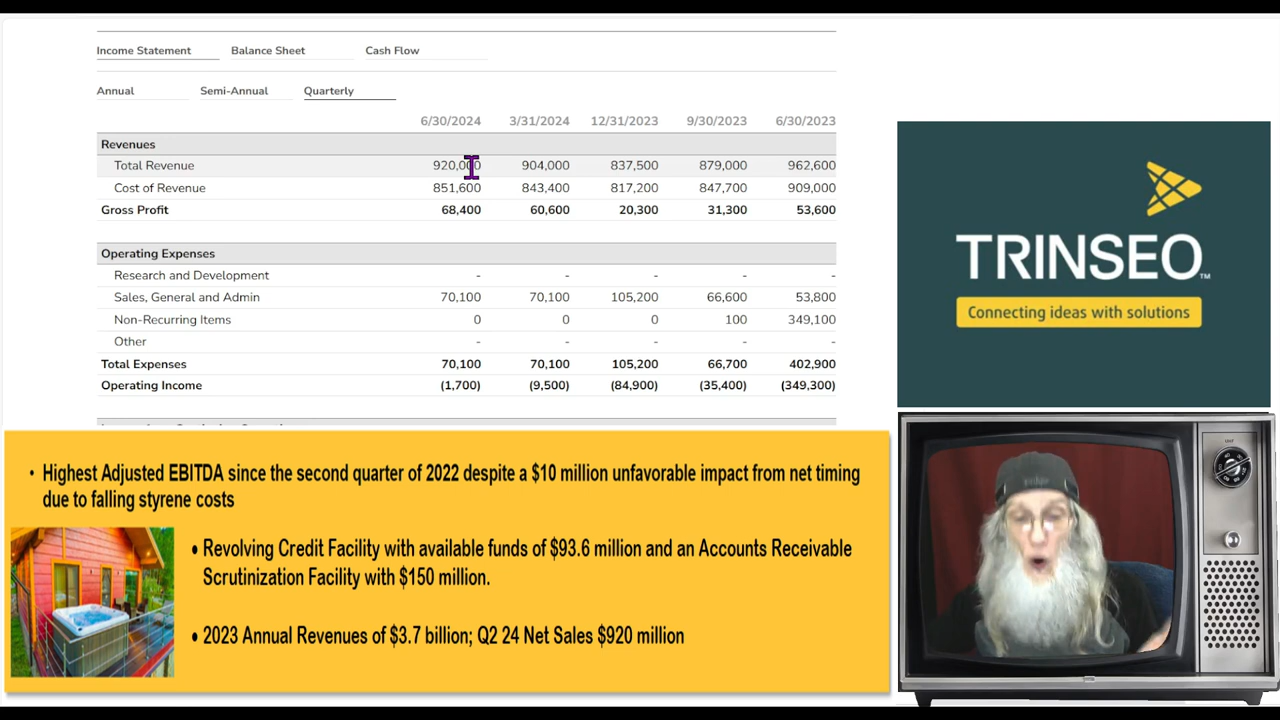 Income Statement Balance Sheet Cash Flow
Annual Semi-Annual Quarterly
6/30/2024 3/31/2024 12/31/2023 9/30/2023 6/30/2023
Revenues
Total Revenue 920,000 904,000 837,500 879,000 962,600
Cost of Revenue 851,600 843,400 817,200 847,700 909,000
Gross Profit 68,400 60,600 20,300 31,300 53,600
Operating Expenses
Research and Development - - - - -
Sales, General and Admin 70,100 70,100 105,200 66,600 53,800
Non-Recurring Items 0 0 0 100 349,100
Other - - - - -
Total Expenses 70,100 70,100 105,200 66,700 402,900
Operating Income (1,700) (9,500) (84,900) (35,400) (349,300)
TRINSEO™
Connecting ideas with solutions
• Highest Adjusted EBITDA since the second quarter of 2022 despite a $10 million unfavorable impact from net timing
due to falling styrene costs
• Revolving Credit Facility with available funds of $93.6 million and an Accounts Receivable
Scrutinization Facility with $150 million.
• 2023 Annual Revenues of $3.7 billion; Q2 24 Net Sales $920 million